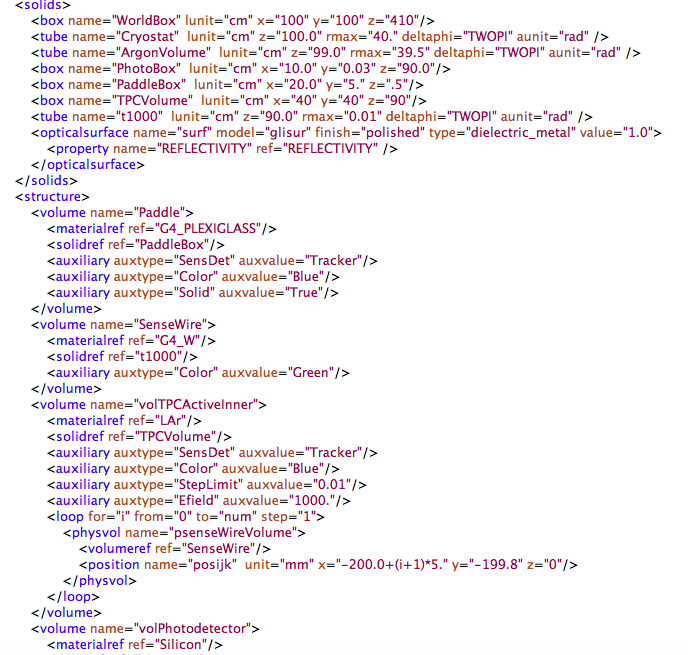 <solids>
<box name="WorldBox" lunit="cm" x="100" y="100" z="410"/>
<tube name="Cryostat"  lunit="cm" z="100.0" rmax="40." deltaphi="TWOPI" aunit="rad" />
<tube name="ArgonVolume"  lunit="cm" z="99.0" rmax="39.5" deltaphi="TWOPI" aunit="rad" />
<box name="PhotoBox"  lunit="cm" x="10.0" y="0.03" z="90.0"/>
<box name="PaddleBox"  lunit="cm" x="20.0" y="5." z=".5"/>
<box name="TPCVolume"  lunit="cm" x="40" y="40" z="90"/>
<tube name="t1000"  lunit="cm" z="90.0" rmax="0.01" deltaphi="TWOPI" aunit="rad" />
<opticalsurface name="surf" model="glisur" finish="polished" type="dielectric_metal" value="1.0">
<property name="REFLECTIVITY" ref="REFLECTIVITY" />
</opticalsurface>
</solids>
<structure>
<volume name="Paddle">
<materialref ref="G4_PLEXIGLASS"/>
<solidref ref="PaddleBox"/>
<auxiliary auxtype="SensDet" auxvalue="Tracker"/>
<auxiliary auxtype="Color" auxvalue="Blue"/>
<auxiliary auxtype="Solid" auxvalue="True"/>
</volume>
<volume name="SenseWire">
<materialref ref="G4_W"/>
<solidref ref="t1000"/>
<auxiliary auxtype="Color" auxvalue="Green"/>
</volume>
<volume name="volTPCActiveInner">
<materialref ref="LAr"/>
<solidref ref="TPCVolume"/>
<auxiliary auxtype="SensDet" auxvalue="Tracker"/>
<auxiliary auxtype="Color" auxvalue="Blue"/>
<auxiliary auxtype="StepLimit" auxvalue="0.01"/>
<auxiliary auxtype="Efield" auxvalue="1000."/>
<loop for="i" from="0" to="num" step="1">
<physvol name="psenseWireVolume">
<volumeref ref="SenseWire"/>
<position name="posijk"  unit="mm" x="-200.0+(i+1)*5." y="-199.8" z="0"/>
</physvol>
</loop>
</volume>
<volume name="volPhotodetector">
<materialref ref="Silicon"/>